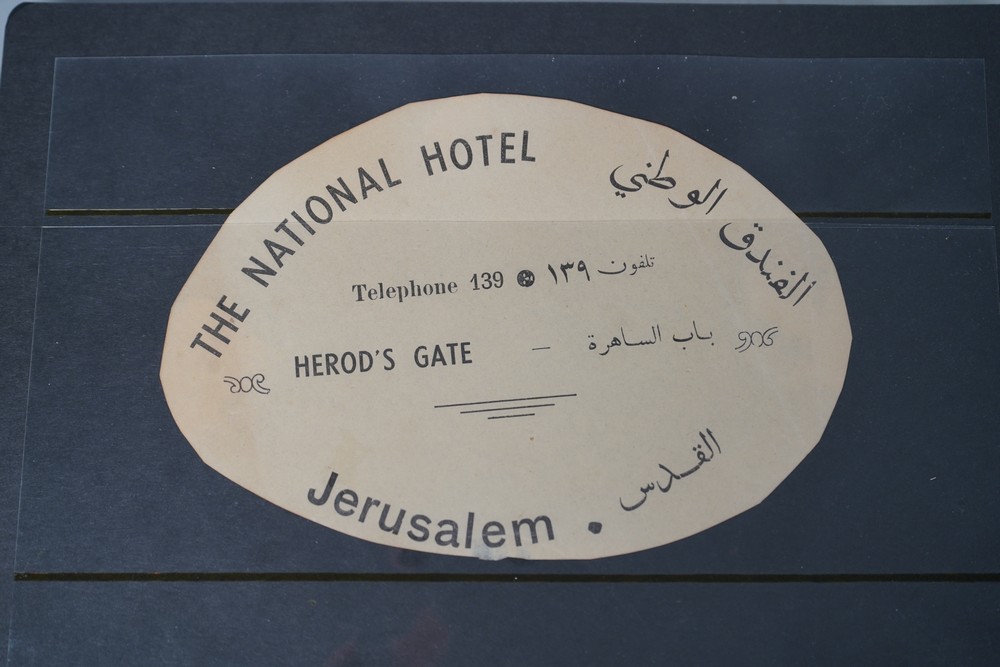 THE NATIONAL HOTEL
الفندق الوطني
Telephone 139 تلفون ١٣٩
HEROD'S GATE – باب الساهرة
Jerusalem • القدس